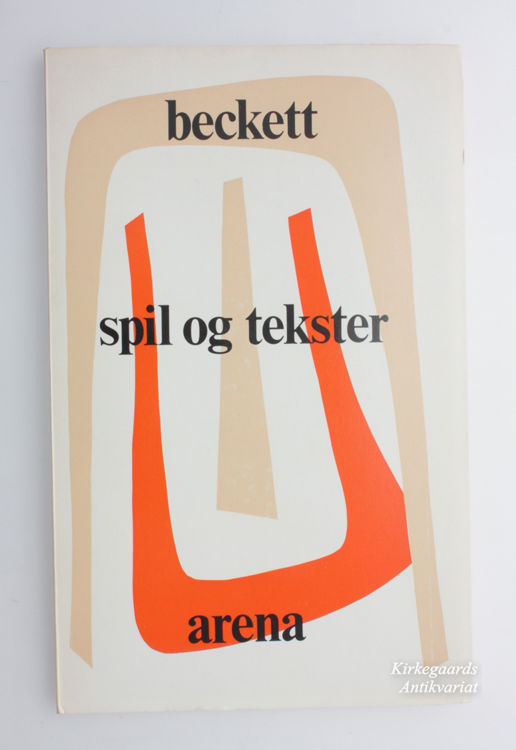 beckett
spil og tekster
arena
Kirkegaards
Antikvariat